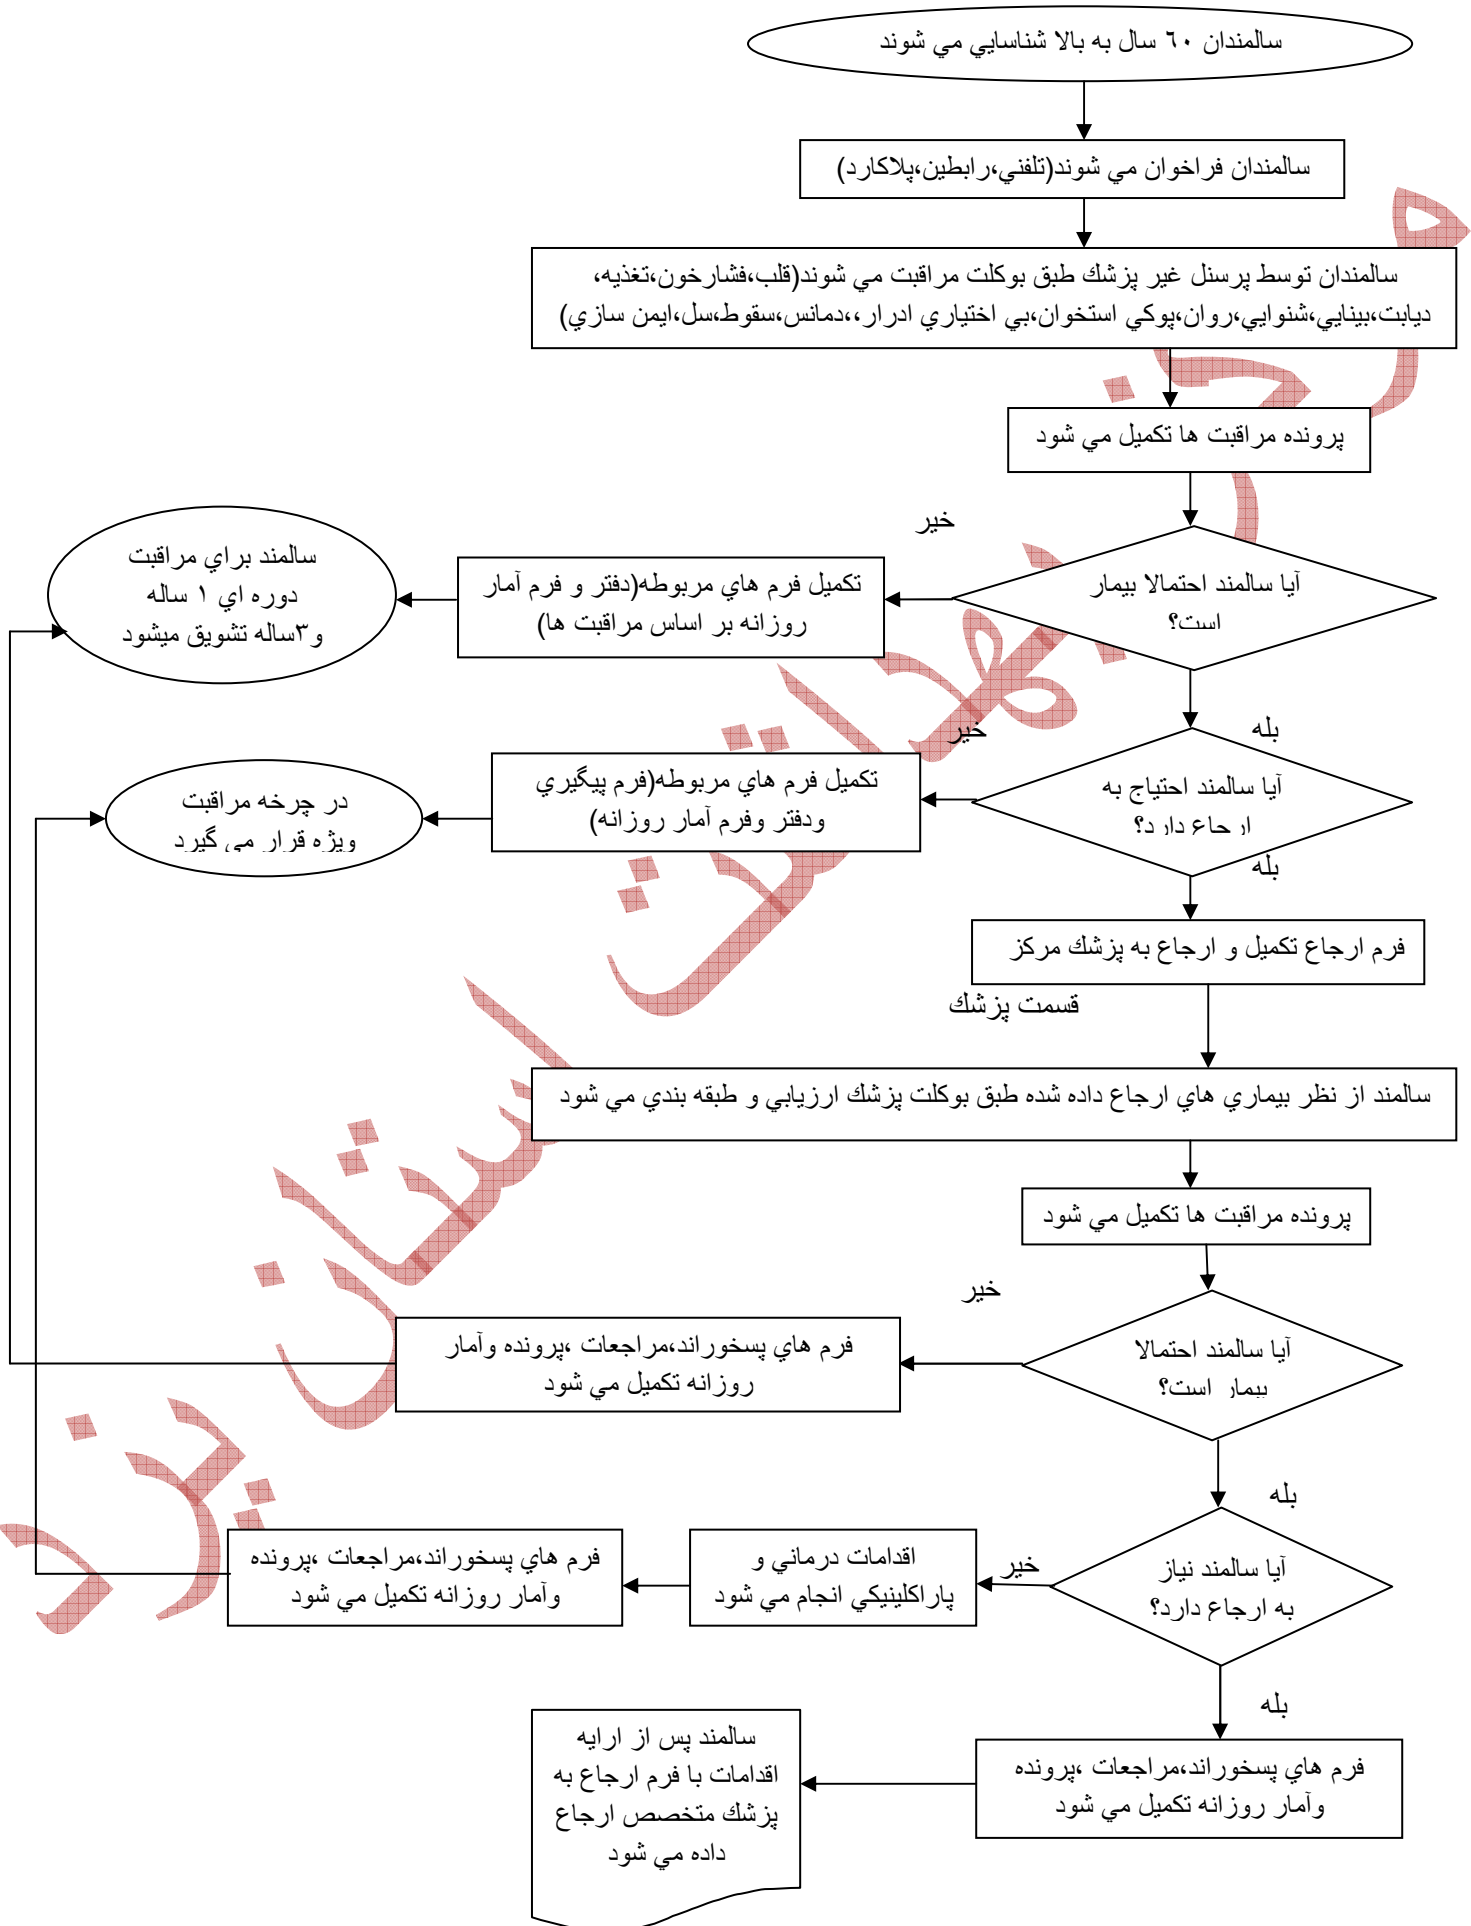 سالمندان ٦٠ سال به بالا شناسايي مي شوند
سالمندان فراخوان مي شوند(تلفني،رابطين،پلاكارد)
سالمندان توسط پرسنل غير پزشك طبق بوكلت مراقبت مي شوند(قلب،فشارخون،تغذيه،
ديابت،بينايي،شنوايي،روان،پوكي استخوان،بي اختياري ادرار،،دمانس،سقوط،سل،ايمن سازي)
پرونده مراقبت ها تكميل مي شود
خير
آيا سالمند احتمالا بيمار
است؟
تكميل فرم هاي مربوطه(دفتر و فرم آمار
روزانه بر اساس مراقبت ها)
سالمند براي مراقبت
دوره اي ١ ساله
و٣ساله تشويق ميشود
بله
خير
آيا سالمند احتياج به
ارجاع دارد؟
تكميل فرم هاي مربوطه(فرم پيگيري
ودفتر وفرم آمار روزانه)
در چرخه مراقبت
ويژه قرار مي گيرد
بله
فرم ارجاع تكميل و ارجاع به پزشك مركز
قسمت پزشك
سالمند از نظر بيماري هاي ارجاع داده شده طبق بوكلت پزشك ارزيابي و طبقه بندي مي شود
پرونده مراقبت ها تكميل مي شود
خير
آيا سالمند احتمالا
بيمار است؟
فرم هاي پسخوراند،مراجعات ،پرونده وآمار
روزانه تكميل مي شود
بله
آيا سالمند نياز
به ارجاع دارد؟
خير
اقدامات درماني و
پاراكلينيكي انجام مي شود
فرم هاي پسخوراند،مراجعات ،پرونده
وآمار روزانه تكميل مي شود
بله
فرم هاي پسخوراند،مراجعات ،پرونده
وآمار روزانه تكميل مي شود
سالمند پس از ارايه
اقدامات با فرم ارجاع به
پزشك متخصص ارجاع
داده مي شود
استان يزد